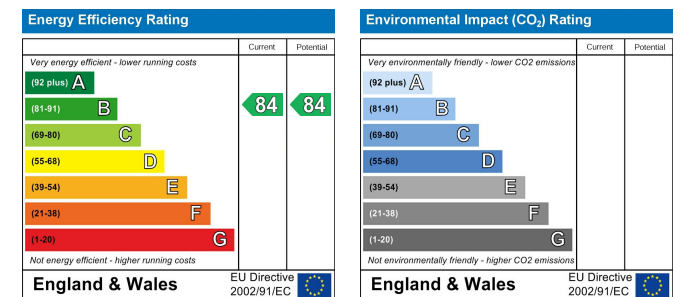 Energy Efficiency Rating
Current Potential
Very energy efficient - lower running costs
(92 plus) A
(81-91) B 84 84
(69-80) C
(55-68) D
(39-54) E
(21-38) F
(1-20) G
Not energy efficient - higher running costs
England & Wales
EU Directive
2002/91/EC
Environmental Impact (CO₂) Rating
Current Potential
Very environmentally friendly - lower CO2 emissions
(92 plus) A
(81-91) B
(69-80) C
(55-68) D
(39-54) E
(21-38) F
(1-20) G
Not environmentally friendly - higher CO2 emissions
England & Wales
EU Directive
2002/91/EC